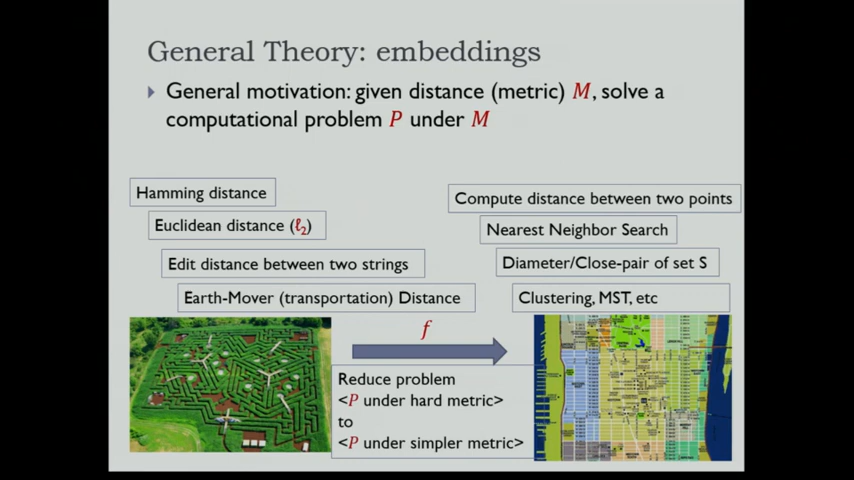 General Theory: embeddings
General motivation: given distance (metric) M, solve a
computational problem P under M
Hamming distance
Euclidean distance (ℓ₂)
Edit distance between two strings
Earth-Mover (transportation) Distance
Compute distance between two points
Nearest Neighbor Search
Diameter/Close-pair of set S
Clustering, MST, etc
f
Reduce problem
<P under hard metric>
to
<P under simpler metric>